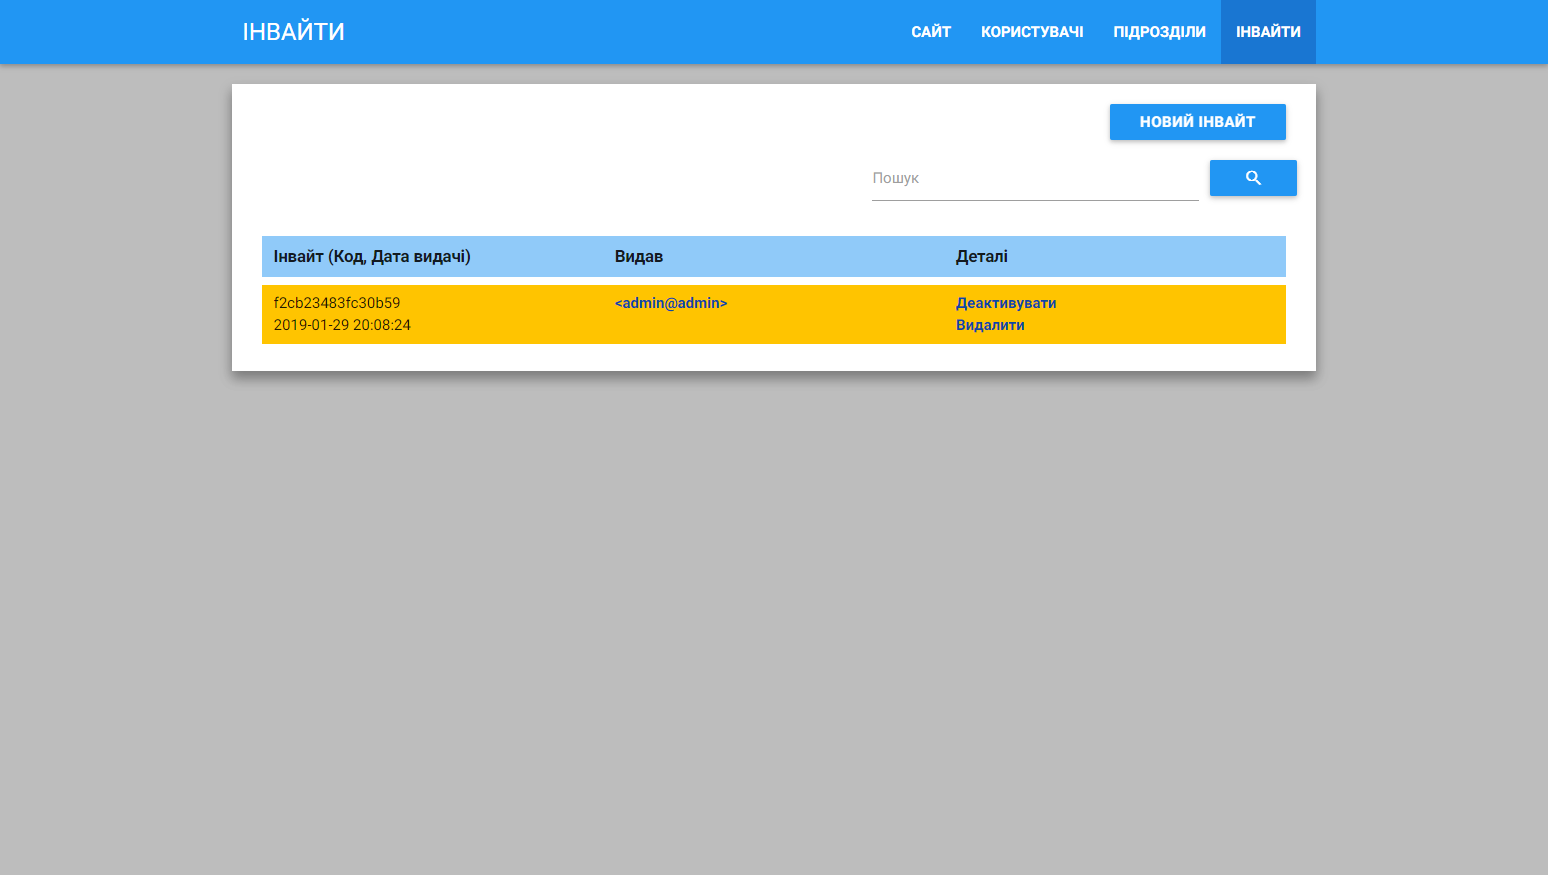 ІНВАЙТИ
САЙТ КОРИСТУВАЧІ ПІДРОЗДІЛИ ІНВАЙТИ
НОВИЙ ІНВАЙТ
Пошук
Інвайт (Код, Дата видачі) Видав Деталі
f2cb23483fc30b59 <admin@admin> Деактивувати
2019-01-29 20:08:24 Видалити